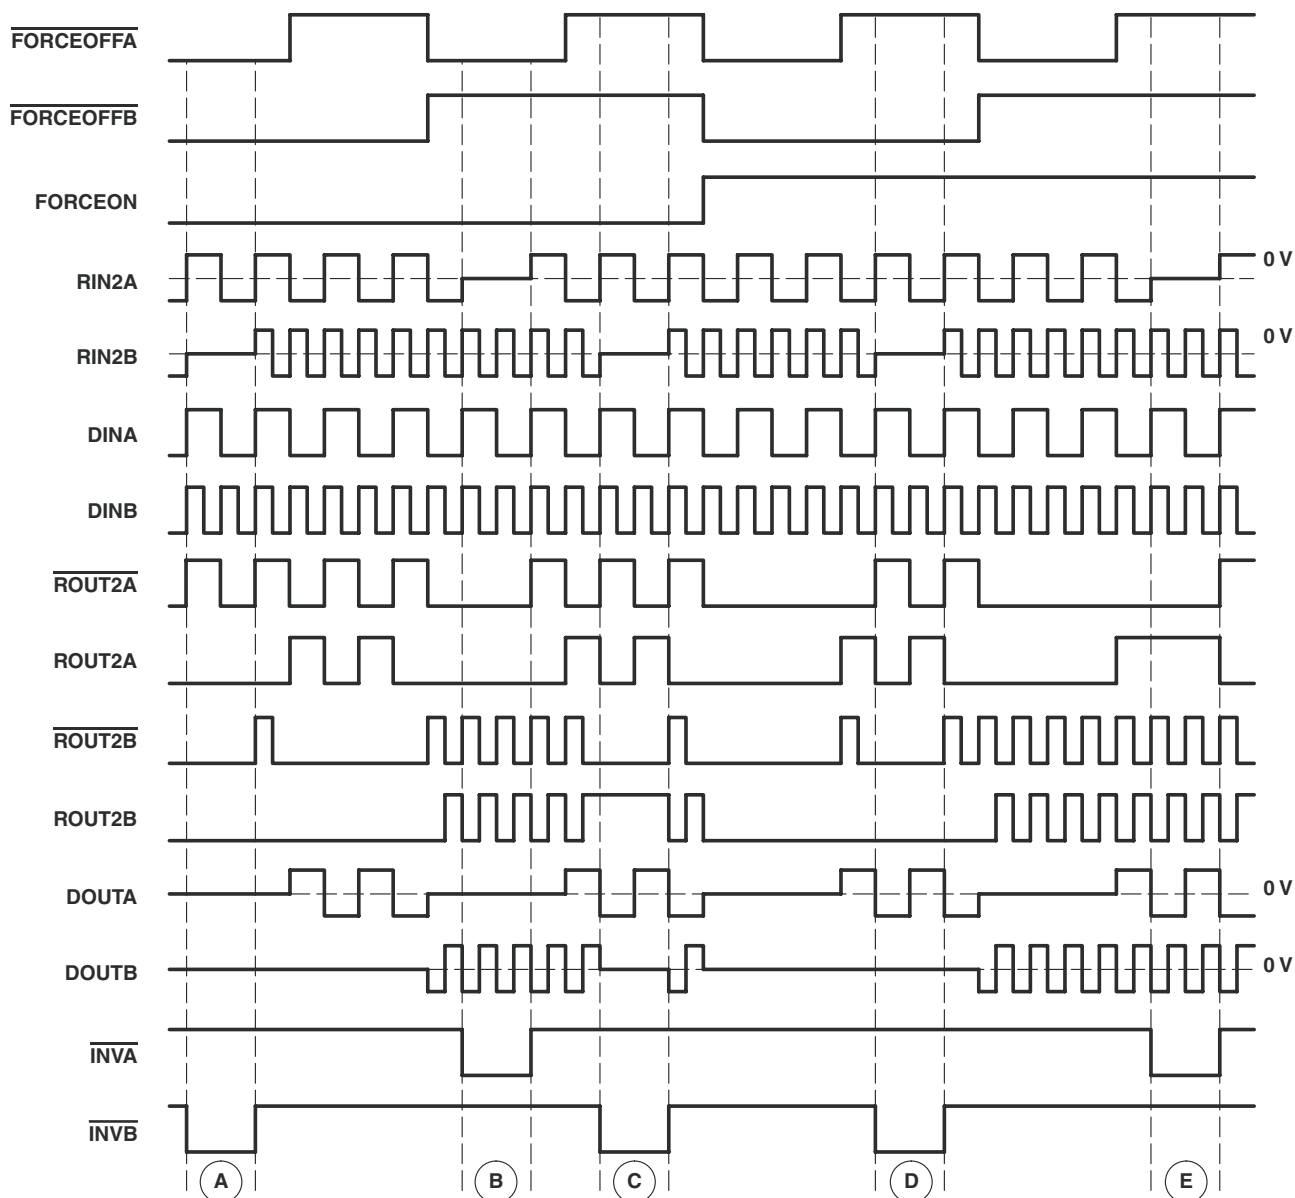 FORCEOFFA
FORCEOFFB
FORCEON
RIN2A
0 V
RIN2B
0 V
DINA
DINB
ROUT2A
ROUT2A
ROUT2B
ROUT2B
DOUTA
0 V
DOUTB
0 V
INVA
INVB
A
B
C
D
E